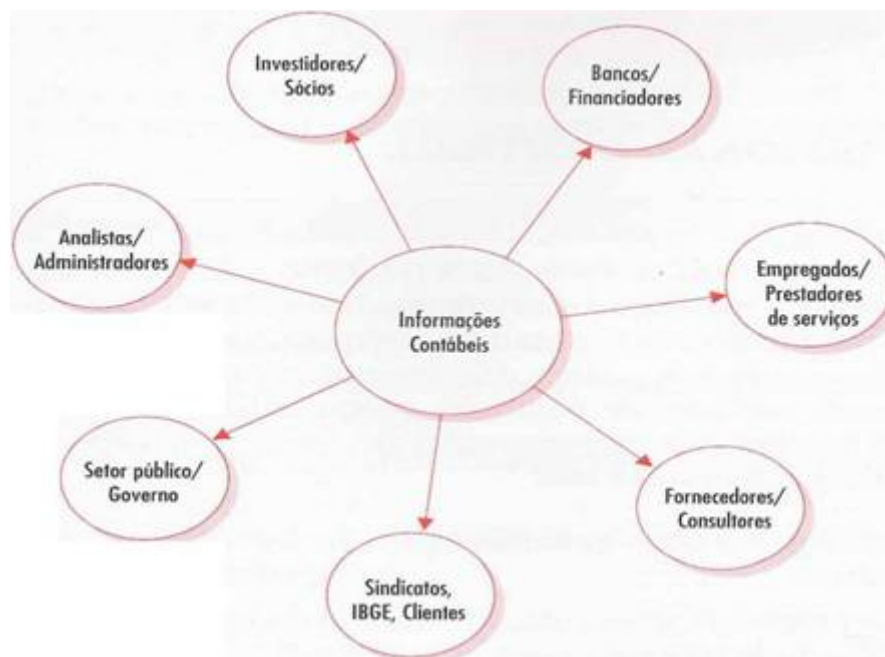 Investidores/
Sócios
Bancos/
Financiadores
Analistas/
Administradores
Empregados/
Prestadores
de serviços
Informações
Contábeis
Setor público/
Governo
Fornecedores/
Consultores
Sindicatos,
IBGE, Clientes